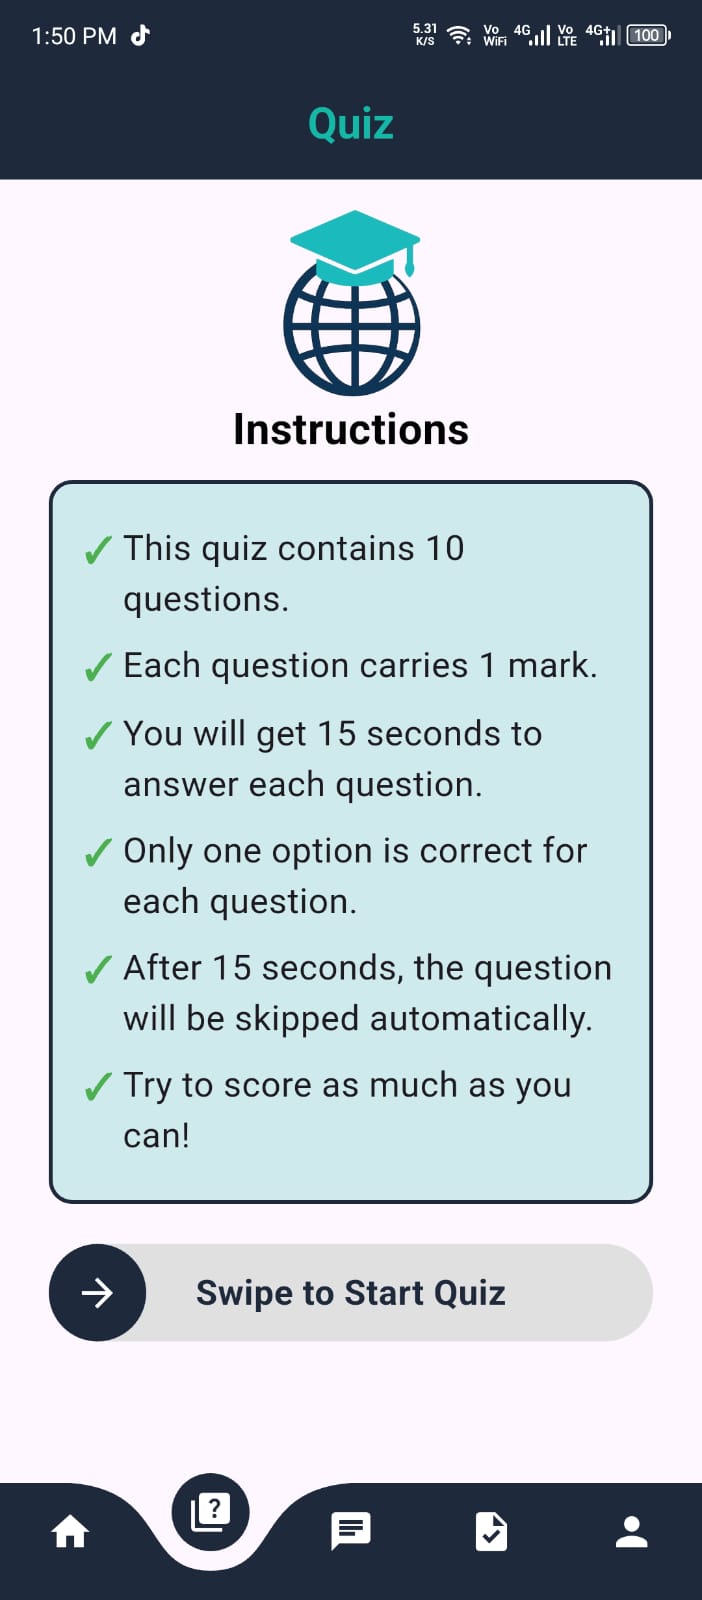 1:50 PM
5.31 K/S Vo WiFi 4G Vo LTE 4G+ 100
Quiz
Instructions
✓ This quiz contains 10
questions.
✓ Each question carries 1 mark.
✓ You will get 15 seconds to
answer each question.
✓ Only one option is correct for
each question.
✓ After 15 seconds, the question
will be skipped automatically.
✓ Try to score as much as you
can!
Swipe to Start Quiz
?